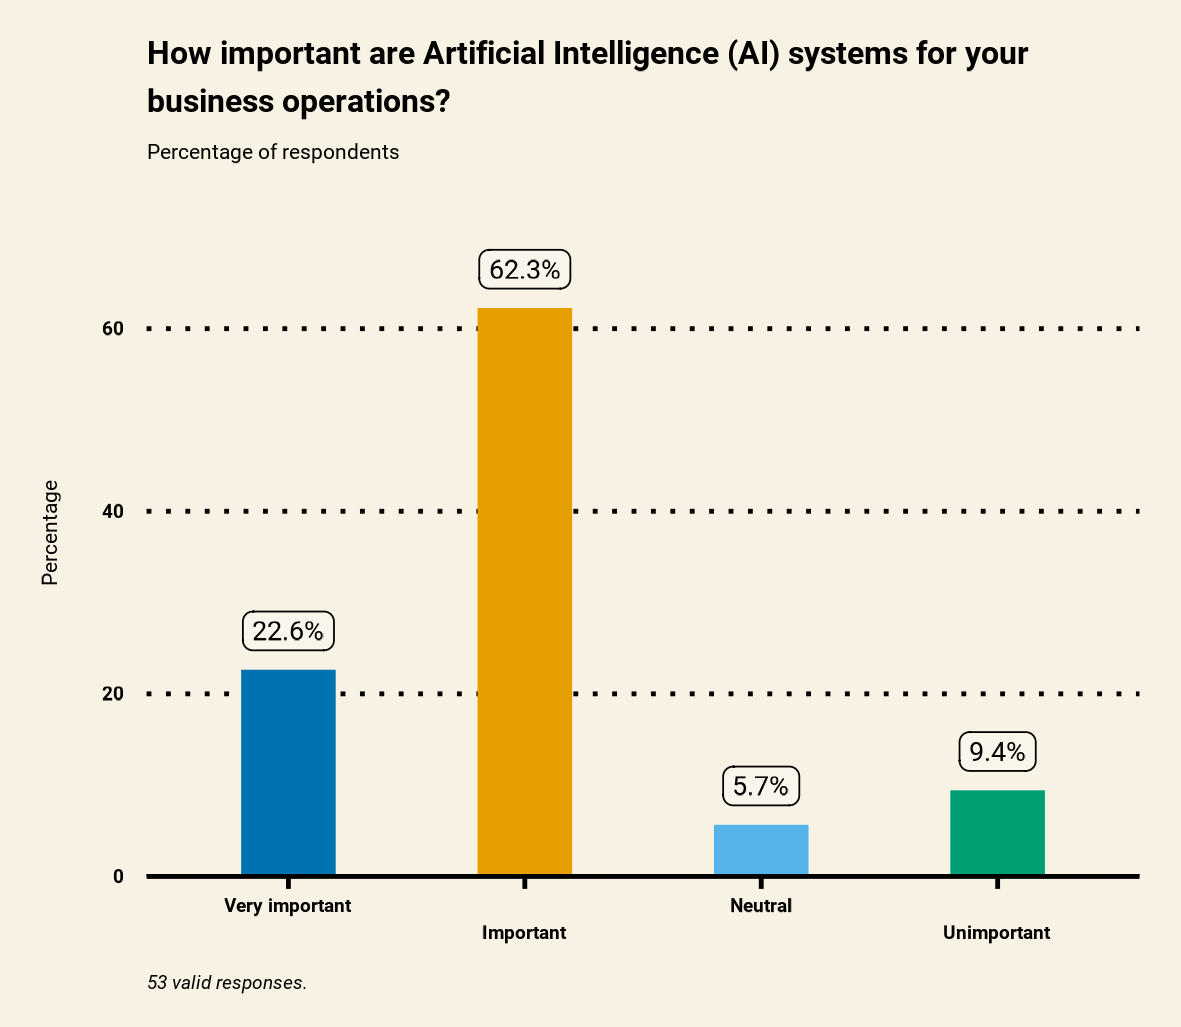 How important are Artificial Intelligence (AI) systems for your
business operations?
Percentage of respondents
62.3%
60
40
Percentage
22.6%
20
9.4%
5.7%
0
Very important
Neutral
Important
Unimportant
53 valid responses.